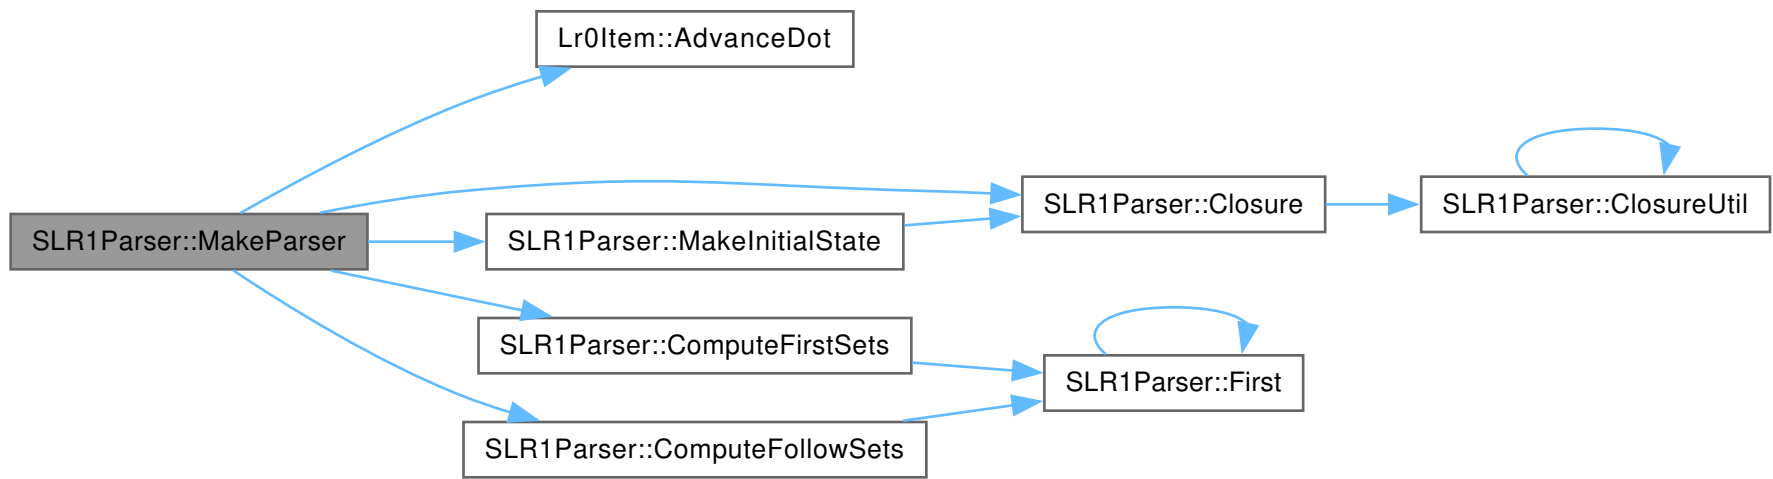 Lr0Item::AdvanceDot
SLR1Parser::Closure
SLR1Parser::ClosureUtil
SLR1Parser::MakeParser
SLR1Parser::MakeInitialState
SLR1Parser::ComputeFirstSets
SLR1Parser::First
SLR1Parser::ComputeFollowSets